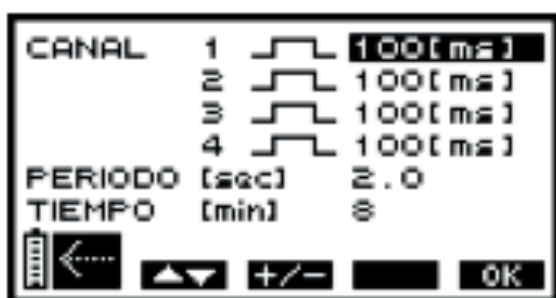 CANAL 1 100[ms]
2 100[ms]
3 100[ms]
4 100[ms]
PERIODO [sec] 2.0
TIEMPO [min] 8
+/- OK